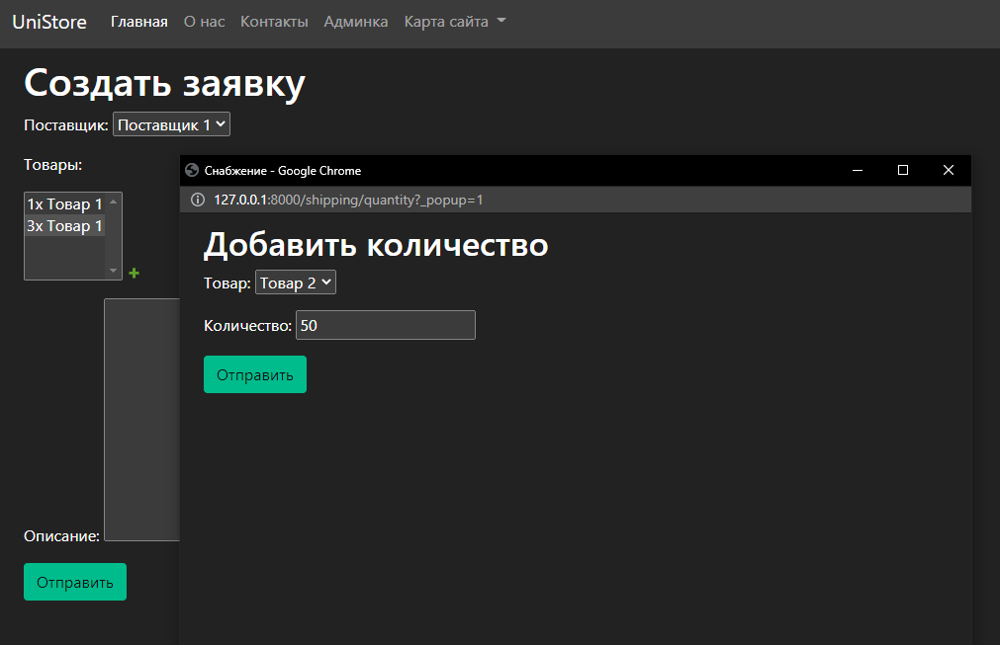 UniStore Главная О нас Контакты Админка Карта сайта
Создать заявку
Поставщик: Поставщик 1
Товары:
1x Товар 1
3x Товар 1
Описание:
Отправить
Снабжение - Google Chrome
127.0.0.1:8000/shipping/quantity?_popup=1
Добавить количество
Товар: Товар 2
Количество: 50
Отправить